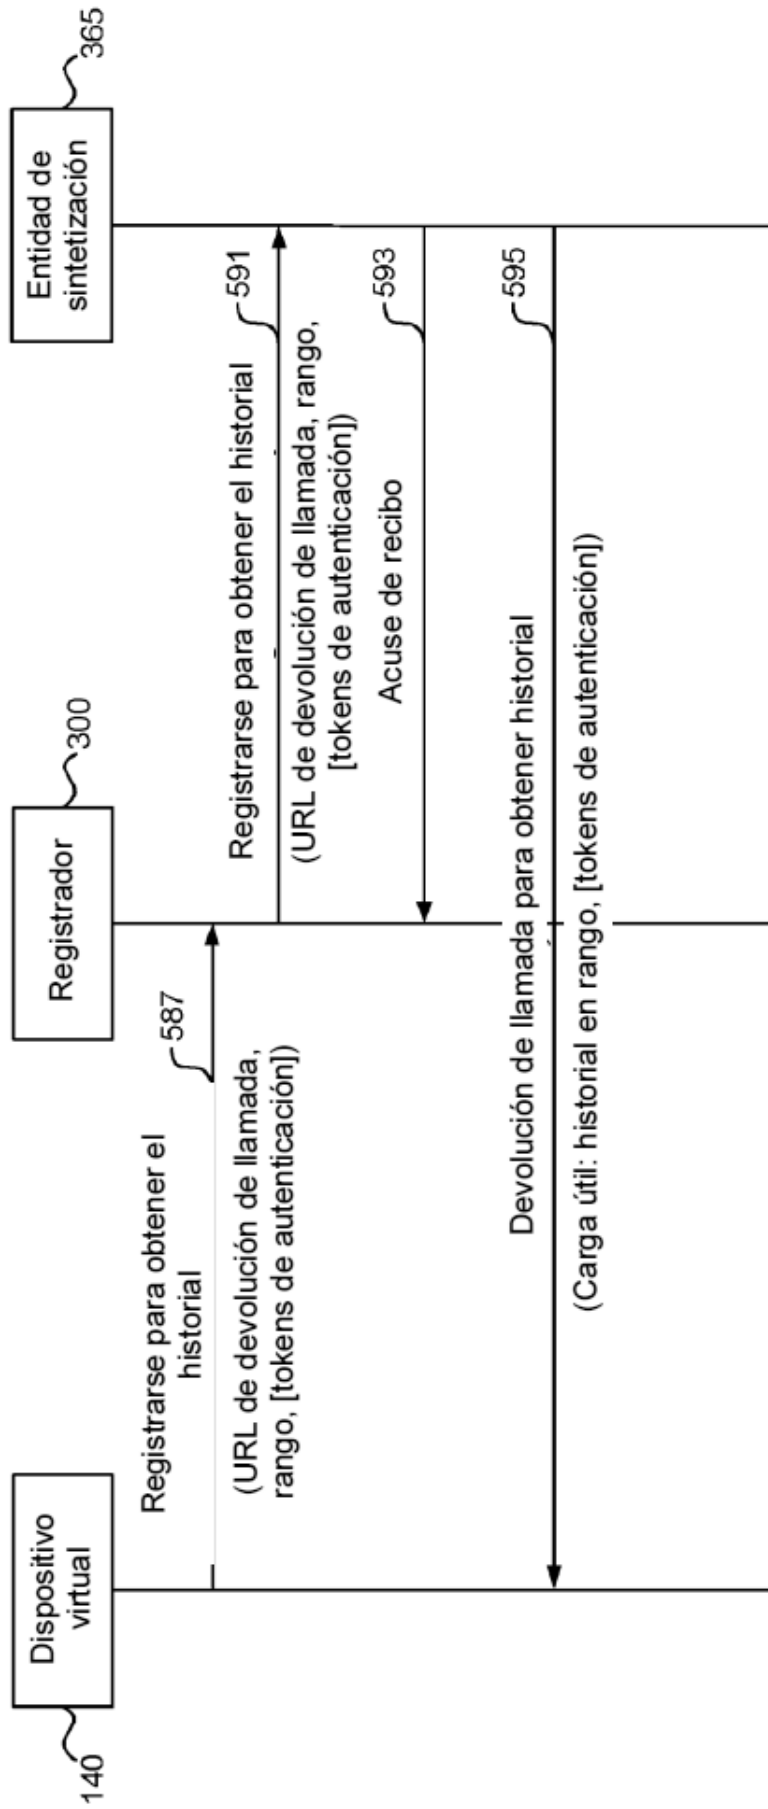 140
Dispositivo
virtual
Registrador
300
Entidad de
sintetización
365
Registrarse para obtener el
historial
587
(URL de devolución de llamada,
rango, [tokens de autenticación])
Registrarse para obtener el historial
591
(URL de devolución de llamada, rango,
[tokens de autenticación])
Acuse de recibo
593
Devolución de llamada para obtener historial
595
(Carga útil: historial en rango, [tokens de autenticación])